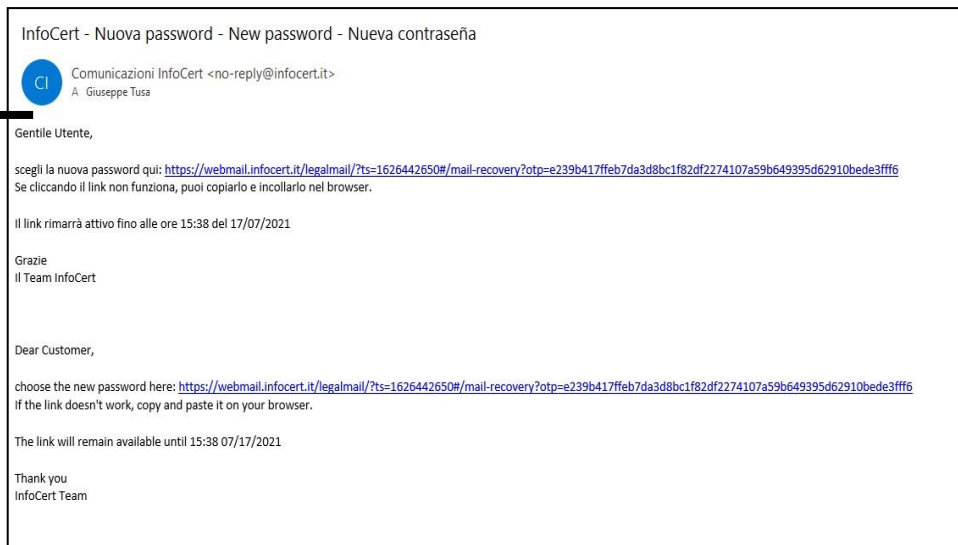 InfoCert - Nuova password - New password - Nueva contraseña
CI
Comunicazioni InfoCert <no-reply@infocert.it>
A Giuseppe Tusa
Gentile Utente,
scegli la nuova password qui: https://webmail.infocert.it/legalmail/?ts=1626442650#/mail-recovery?otp=e239b417ffeb7da3d8bc1f82df2274107a59b649395d62910bede3fff6
Se cliccando il link non funziona, puoi copiarlo e incollarlo nel browser.
Il link rimarrà attivo fino alle ore 15:38 del 17/07/2021
Grazie
Il Team InfoCert
Dear Customer,
choose the new password here: https://webmail.infocert.it/legalmail/?ts=1626442650#/mail-recovery?otp=e239b417ffeb7da3d8bc1f82df2274107a59b649395d62910bede3fff6
If the link doesn't work, copy and paste it on your browser.
The link will remain available until 15:38 07/17/2021
Thank you
InfoCert Team